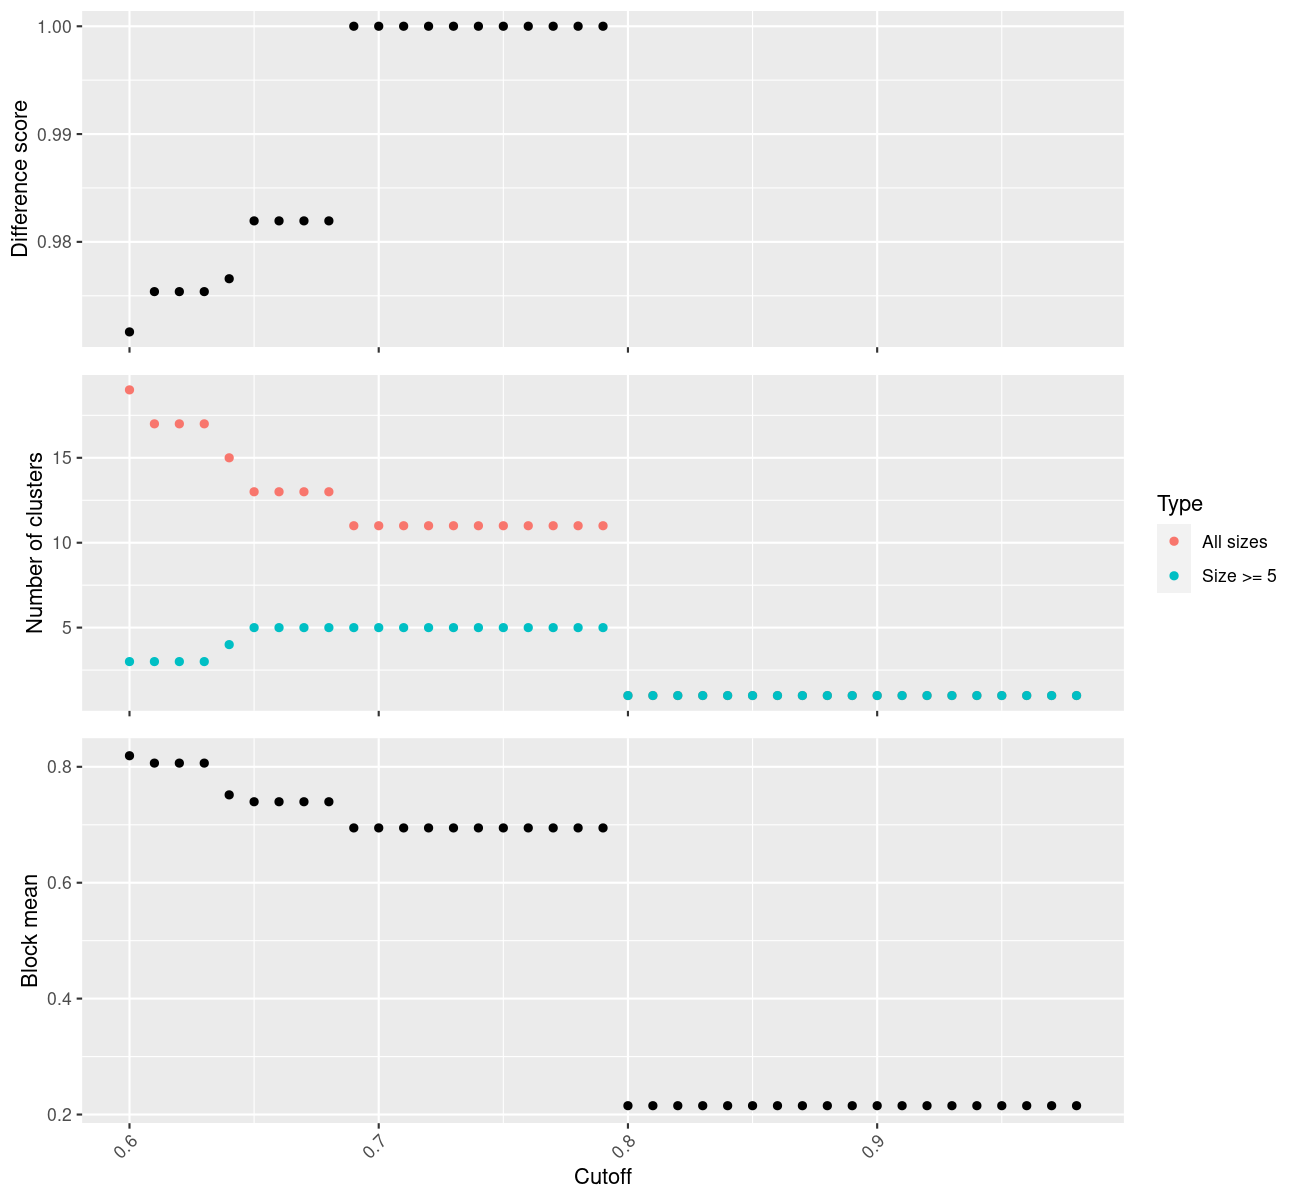 Difference score
1.00
0.99
0.98
Number of clusters
15
10
5
Type
All sizes
Size >= 5
Block mean
0.8
0.6
0.4
0.2
0.6
0.7
0.8
0.9
Cutoff